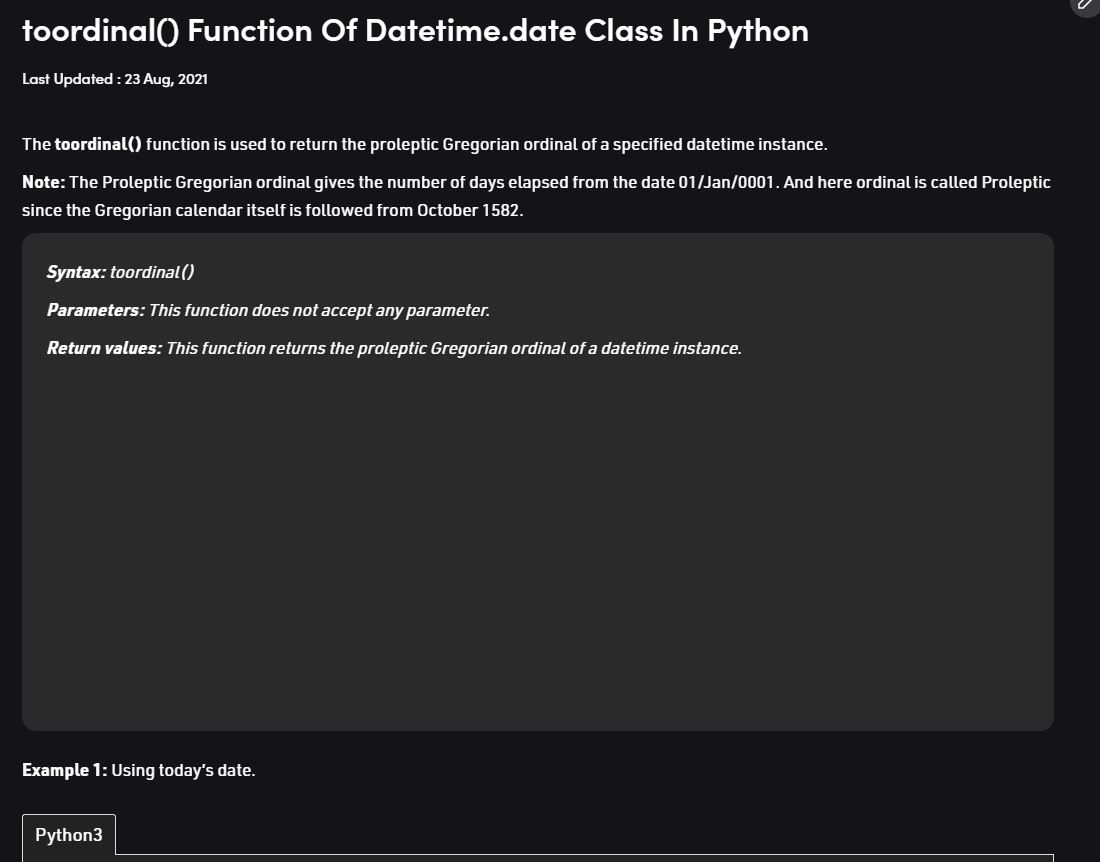 toordinal() Function Of Datetime.date Class In Python
Last Updated : 23 Aug, 2021
The toordinal() function is used to return the proleptic Gregorian ordinal of a specified datetime instance.
Note: The Proleptic Gregorian ordinal gives the number of days elapsed from the date 01/Jan/0001. And here ordinal is called Proleptic
since the Gregorian calendar itself is followed from October 1582.
Syntax: toordinal()
Parameters: This function does not accept any parameter.
Return values: This function returns the proleptic Gregorian ordinal of a datetime instance.
Example 1: Using today's date.
Python3